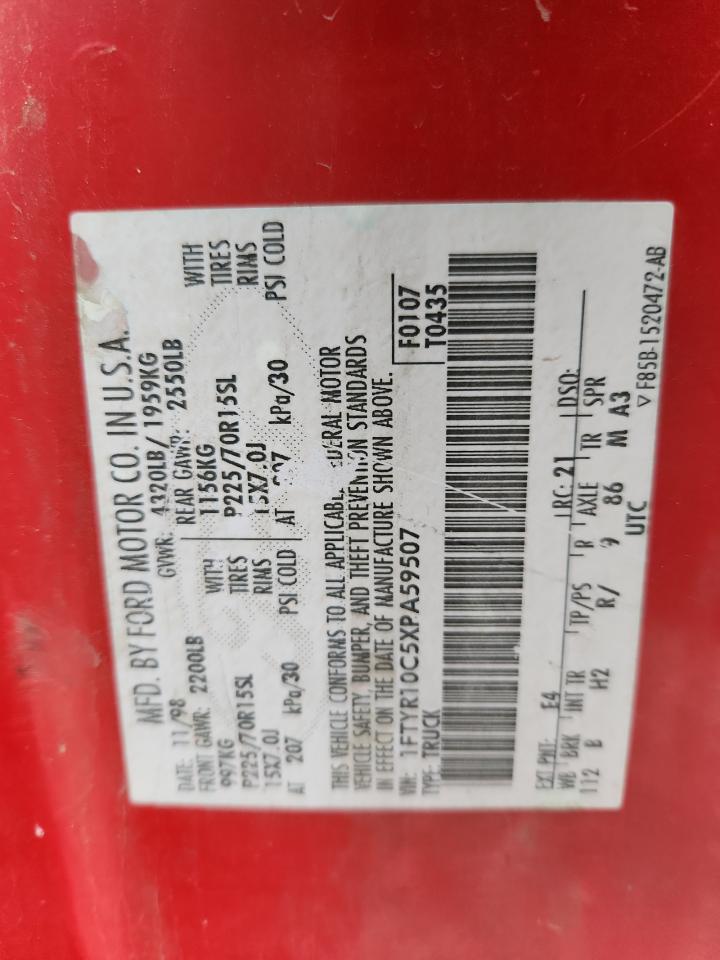 MFD. BY FORD MOTOR CO. IN U.S.A.
DATE: 11/98 GVWR: 4320LB/ 1959KG
FRONT GAWR: 2200LB REAR GAWR: 2550LB
997KG WITH 1156KG WITH
P225/70R15SL TIRES P225/70R15SL TIRES
15X7.0J RIMS 15X7.0J RIMS
AT 207 kPa/30 PSI COLD AT kPa/30 PSI COLD
THIS VEHICLE CONFORMS TO ALL APPLICABLE FEDERAL MOTOR
VEHICLE SAFETY, BUMPER, AND THEFT PREVENTION STANDARDS
IN EFFECT ON THE DATE OF MANUFACTURE SHOWN ABOVE.
VIN: 1FTYR10C5XPA59507 F0107
TYPE: TRUCK T0435
EXT PNT: E4 RC: 21 DSO:
WB BRK INT TR TP/PS R AXLE TR SPR
112 B H2 R/ 9 86 M A3
UTC ▽ F85B-1520472-AB